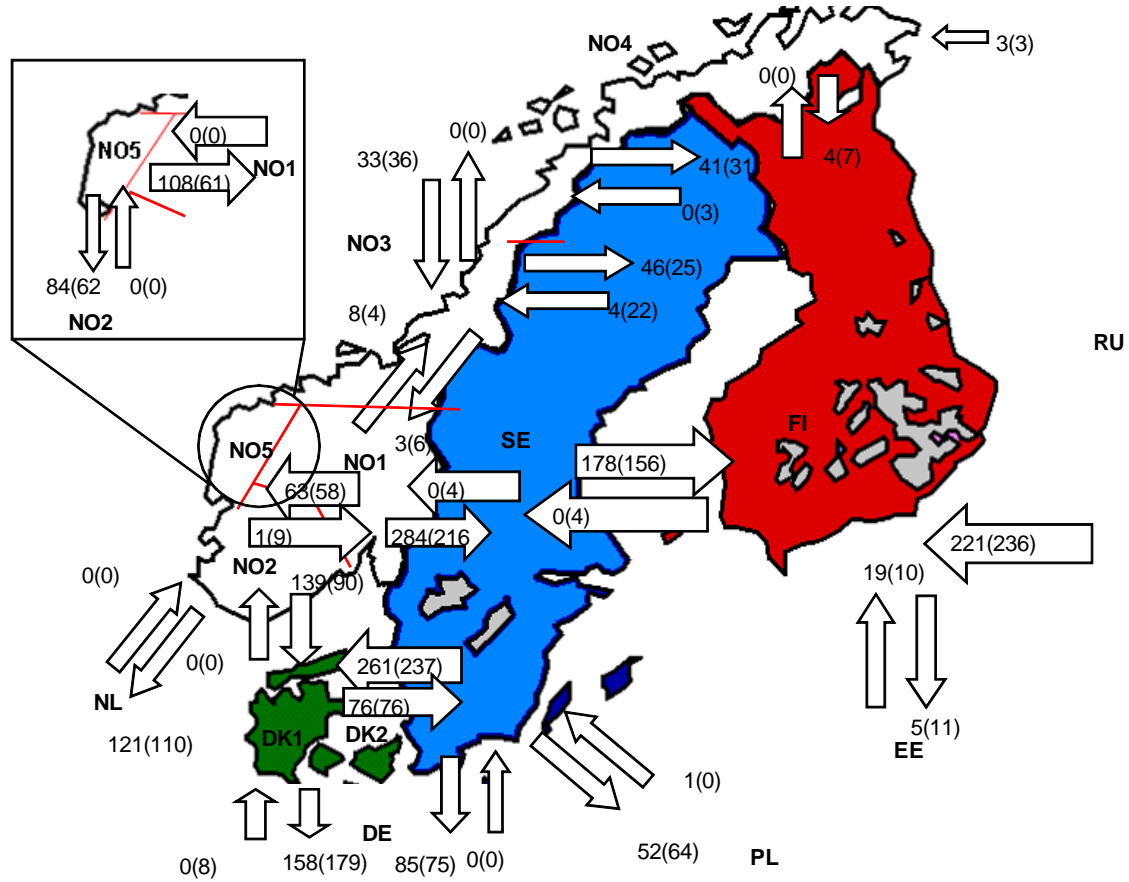 NO4
3(3)
0(0)
0(0)
NO5
0(0)
NO1
108(61)
33(36)
41(31
4(7)
0(3)
NO3
46(25)
84(62
0(0)
NO2
8(4)
4(22)
RU
NO5
NO1
3(6)
SE
FI
178(156)
63(58)
0(4)
0(4)
1(9)
284(216
221(236)
NO2
139(90)
0(0)
19(10)
0(0)
261(237)
NL
76(76)
121(110)
DK1
DK2
5(11)
EE
1(0)
DE
0(8)
158(179)
85(75)
0(0)
52(64)
PL